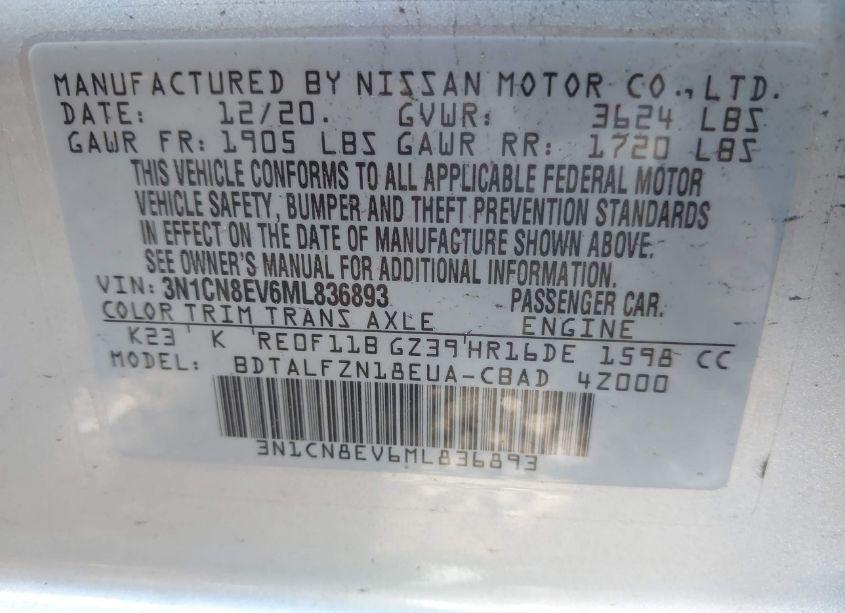 MANUFACTURED BY NISSAN MOTOR CO., LTD.
DATE: 12/20. GVWR: 3624 LBS
GAWR FR: 1905 LBS GAWR RR: 1720 LBS
THIS VEHICLE CONFORMS TO ALL APPLICABLE FEDERAL MOTOR
VEHICLE SAFETY, BUMPER AND THEFT PREVENTION STANDARDS
IN EFFECT ON THE DATE OF MANUFACTURE SHOWN ABOVE.
SEE OWNER'S MANUAL FOR ADDITIONAL INFORMATION.
VIN: 3N1CN8EV6ML836893 PASSENGER CAR.
COLOR TRIM TRANS AXLE ENGINE
K23 K RE0F11B GZ39 HR16DE 1598 CC
MODEL: BDTALFZN18EUA-CBAD 4Z000
3N1CN8EV6ML836893